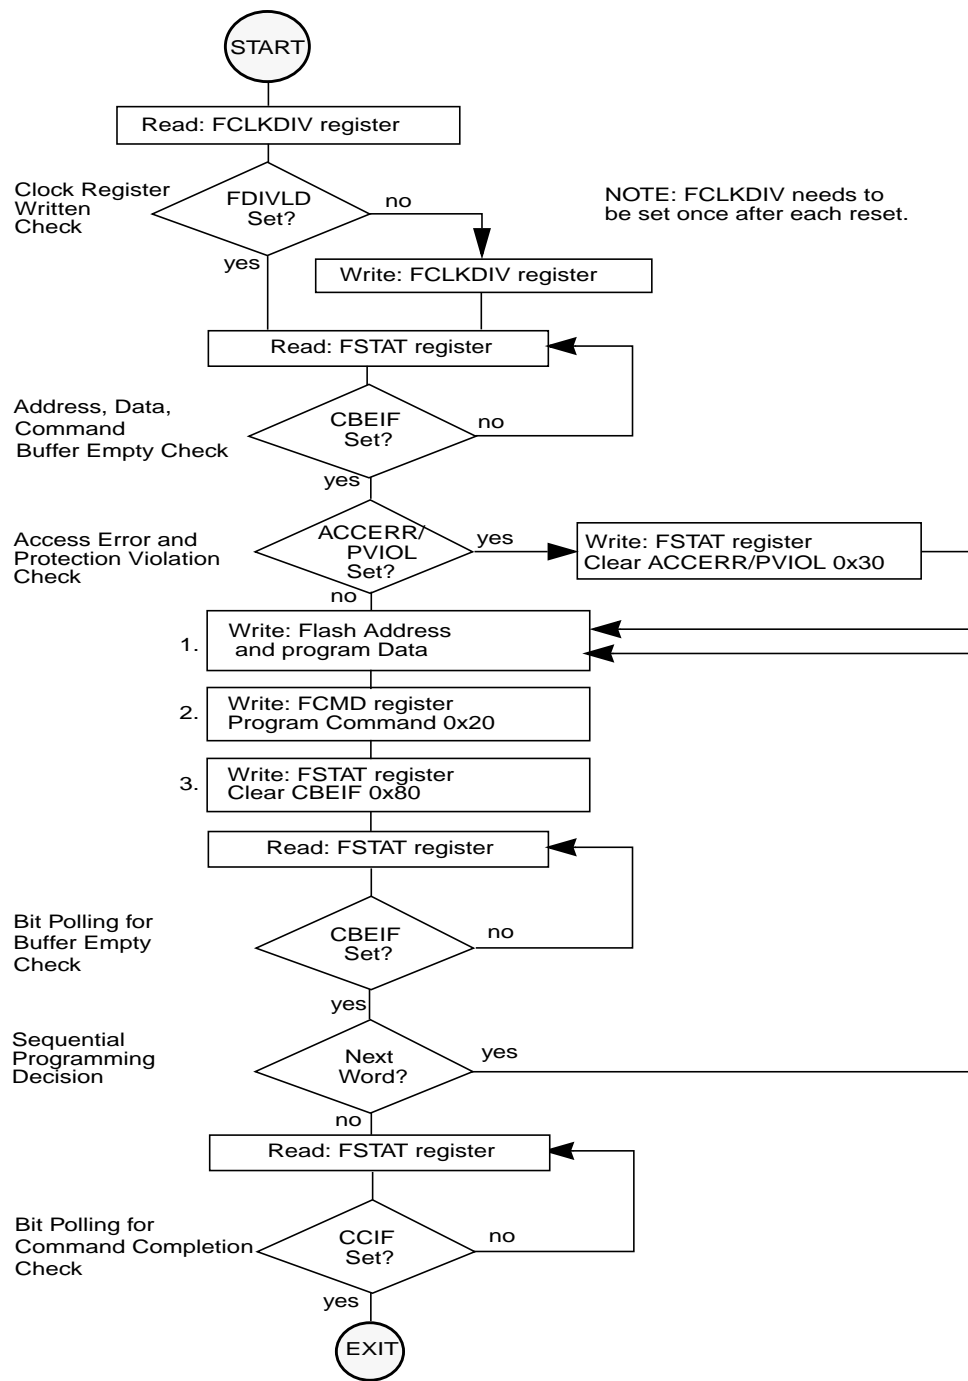 START
Read: FCLKDIV register
Clock Register
Written
Check
FDIVLD
Set?
no
yes
NOTE: FCLKDIV needs to
be set once after each reset.
Write: FCLKDIV register
Read: FSTAT register
Address, Data,
Command
Buffer Empty Check
CBEIF
Set?
no
yes
Access Error and
Protection Violation
Check
ACCERR/
PVIOL
Set?
yes
no
Write: FSTAT register
Clear ACCERR/PVIOL 0x30
1.
Write: Flash Address
and program Data
2.
Write: FCMD register
Program Command 0x20
3.
Write: FSTAT register
Clear CBEIF 0x80
Read: FSTAT register
Bit Polling for
Buffer Empty
Check
CBEIF
Set?
no
yes
Sequential
Programming
Decision
Next
Word?
yes
no
Read: FSTAT register
Bit Polling for
Command Completion
Check
CCIF
Set?
no
yes
EXIT